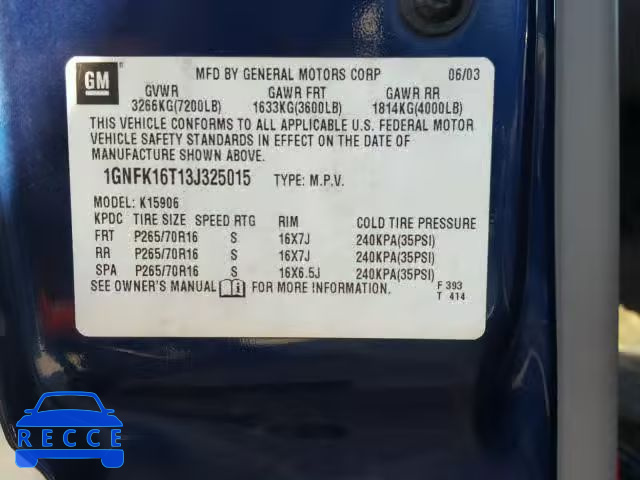 GM ®
MFD BY GENERAL MOTORS CORP 06/03
GVWR GAWR FRT GAWR RR
3266KG(7200LB) 1633KG(3600LB) 1814KG(4000LB)
THIS VEHICLE CONFORMS TO ALL APPLICABLE U.S. FEDERAL MOTOR
VEHICLE SAFETY STANDARDS IN EFFECT ON THE DATE OF
MANUFACTURE SHOWN ABOVE.
1GNFK16T13J325015 TYPE: M.P.V.
MODEL: K15906
KPDC TIRE SIZE SPEED RTG RIM COLD TIRE PRESSURE
FRT P265/70R16 S 16X7J 240KPA(35PSI)
RR P265/70R16 S 16X7J 240KPA(35PSI)
SPA P265/70R16 S 16X6.5J 240KPA(35PSI)
SEE OWNER'S MANUAL FOR MORE INFORMATION.
F 393
T 414
RECCE